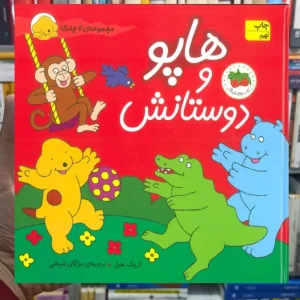 مجموعه‌ی ۷ جلدی
چاپ
نهم
هاپو
و
دوستانش
اریک هیل • ترجمه‌ی مژگان شیخی